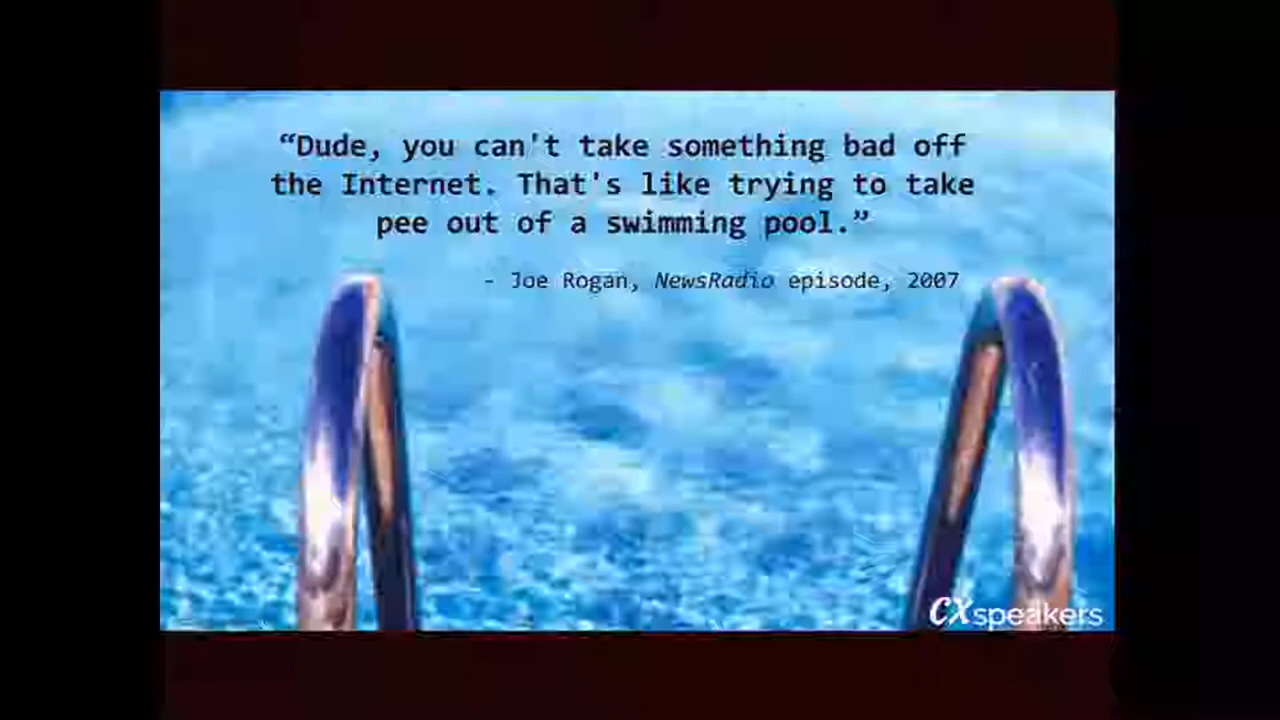 “Dude, you can't take something bad off
the Internet. That's like trying to take
pee out of a swimming pool.”
- Joe Rogan, NewsRadio episode, 2007
CXspeakers